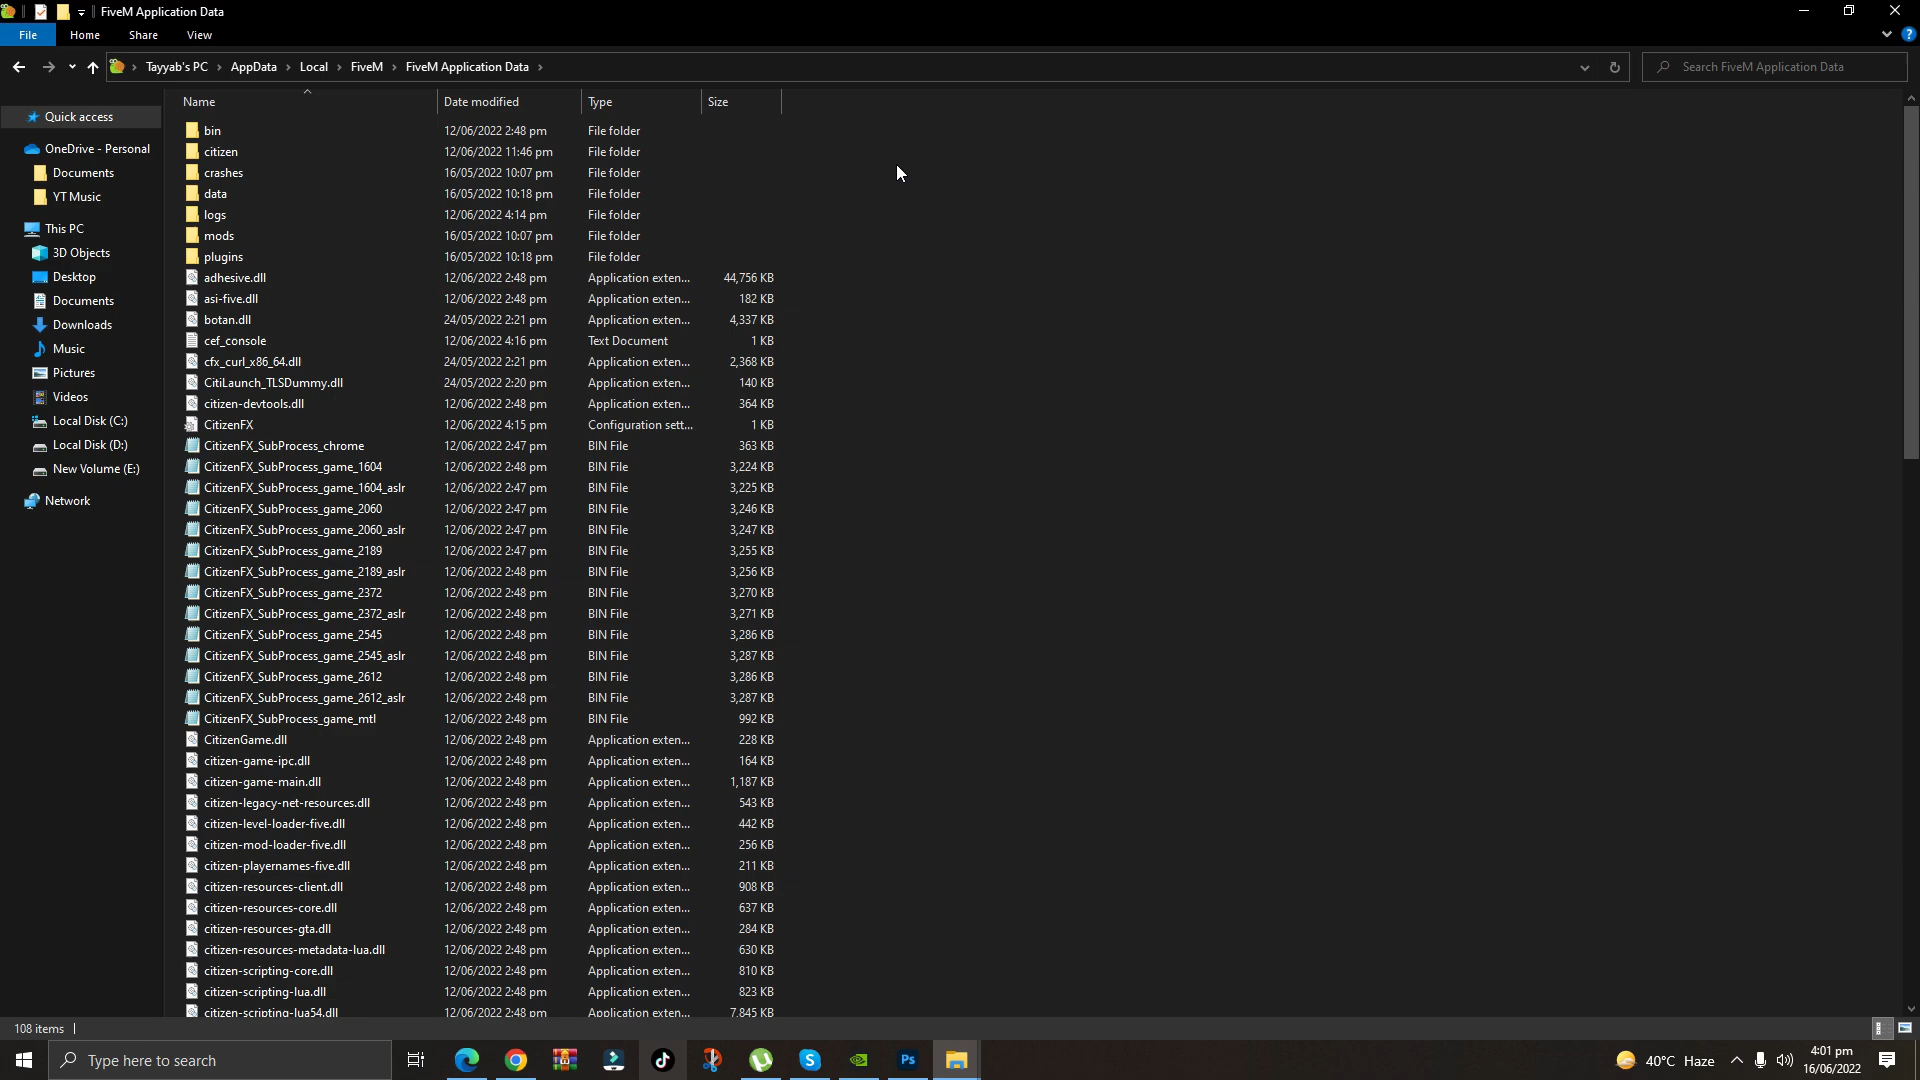 FiveM Application Data
File Home Share View
Tayyab's PC › AppData › Local › FiveM › FiveM Application Data ›
Search FiveM Application Data
Quick access
OneDrive - Personal
Documents
YT Music
This PC
3D Objects
Desktop
Documents
Downloads
Music
Pictures
Videos
Local Disk (C:)
Local Disk (D:)
New Volume (E:)
Network
Name Date modified Type Size
bin 12/06/2022 2:48 pm File folder
citizen 12/06/2022 11:46 pm File folder
crashes 16/05/2022 10:07 pm File folder
data 16/05/2022 10:18 pm File folder
logs 12/06/2022 4:14 pm File folder
mods 16/05/2022 10:07 pm File folder
plugins 16/05/2022 10:18 pm File folder
adhesive.dll 12/06/2022 2:48 pm Application exten... 44,756 KB
asi-five.dll 12/06/2022 2:48 pm Application exten... 182 KB
botan.dll 24/05/2022 2:21 pm Application exten... 4,337 KB
cef_console 12/06/2022 4:16 pm Text Document 1 KB
cfx_curl_x86_64.dll 24/05/2022 2:21 pm Application exten... 2,368 KB
CitiLaunch_TLSDummy.dll 24/05/2022 2:20 pm Application exten... 140 KB
citizen-devtools.dll 12/06/2022 2:48 pm Application exten... 364 KB
CitizenFX 12/06/2022 4:15 pm Configuration sett... 1 KB
CitizenFX_SubProcess_chrome 12/06/2022 2:47 pm BIN File 363 KB
CitizenFX_SubProcess_game_1604 12/06/2022 2:48 pm BIN File 3,224 KB
CitizenFX_SubProcess_game_1604_aslr 12/06/2022 2:47 pm BIN File 3,225 KB
CitizenFX_SubProcess_game_2060 12/06/2022 2:47 pm BIN File 3,246 KB
CitizenFX_SubProcess_game_2060_aslr 12/06/2022 2:47 pm BIN File 3,247 KB
CitizenFX_SubProcess_game_2189 12/06/2022 2:47 pm BIN File 3,255 KB
CitizenFX_SubProcess_game_2189_aslr 12/06/2022 2:48 pm BIN File 3,256 KB
CitizenFX_SubProcess_game_2372 12/06/2022 2:48 pm BIN File 3,270 KB
CitizenFX_SubProcess_game_2372_aslr 12/06/2022 2:48 pm BIN File 3,271 KB
CitizenFX_SubProcess_game_2545 12/06/2022 2:48 pm BIN File 3,286 KB
CitizenFX_SubProcess_game_2545_aslr 12/06/2022 2:48 pm BIN File 3,287 KB
CitizenFX_SubProcess_game_2612 12/06/2022 2:48 pm BIN File 3,286 KB
CitizenFX_SubProcess_game_2612_aslr 12/06/2022 2:48 pm BIN File 3,287 KB
CitizenFX_SubProcess_game_mtl 12/06/2022 2:48 pm BIN File 992 KB
CitizenGame.dll 12/06/2022 2:48 pm Application exten... 228 KB
citizen-game-ipc.dll 12/06/2022 2:48 pm Application exten... 164 KB
citizen-game-main.dll 12/06/2022 2:48 pm Application exten... 1,187 KB
citizen-legacy-net-resources.dll 12/06/2022 2:48 pm Application exten... 543 KB
citizen-level-loader-five.dll 12/06/2022 2:48 pm Application exten... 442 KB
citizen-mod-loader-five.dll 12/06/2022 2:48 pm Application exten... 256 KB
citizen-playernames-five.dll 12/06/2022 2:48 pm Application exten... 211 KB
citizen-resources-client.dll 12/06/2022 2:48 pm Application exten... 908 KB
citizen-resources-core.dll 12/06/2022 2:48 pm Application exten... 637 KB
citizen-resources-gta.dll 12/06/2022 2:48 pm Application exten... 284 KB
citizen-resources-metadata-lua.dll 12/06/2022 2:48 pm Application exten... 630 KB
citizen-scripting-core.dll 12/06/2022 2:48 pm Application exten... 810 KB
citizen-scripting-lua.dll 12/06/2022 2:48 pm Application exten... 823 KB
citizen-scripting-lua54.dll 12/06/2022 2:48 pm Application exten... 7,845 KB
108 items
Type here to search
Ps
40°C Haze
4:01 pm
16/06/2022